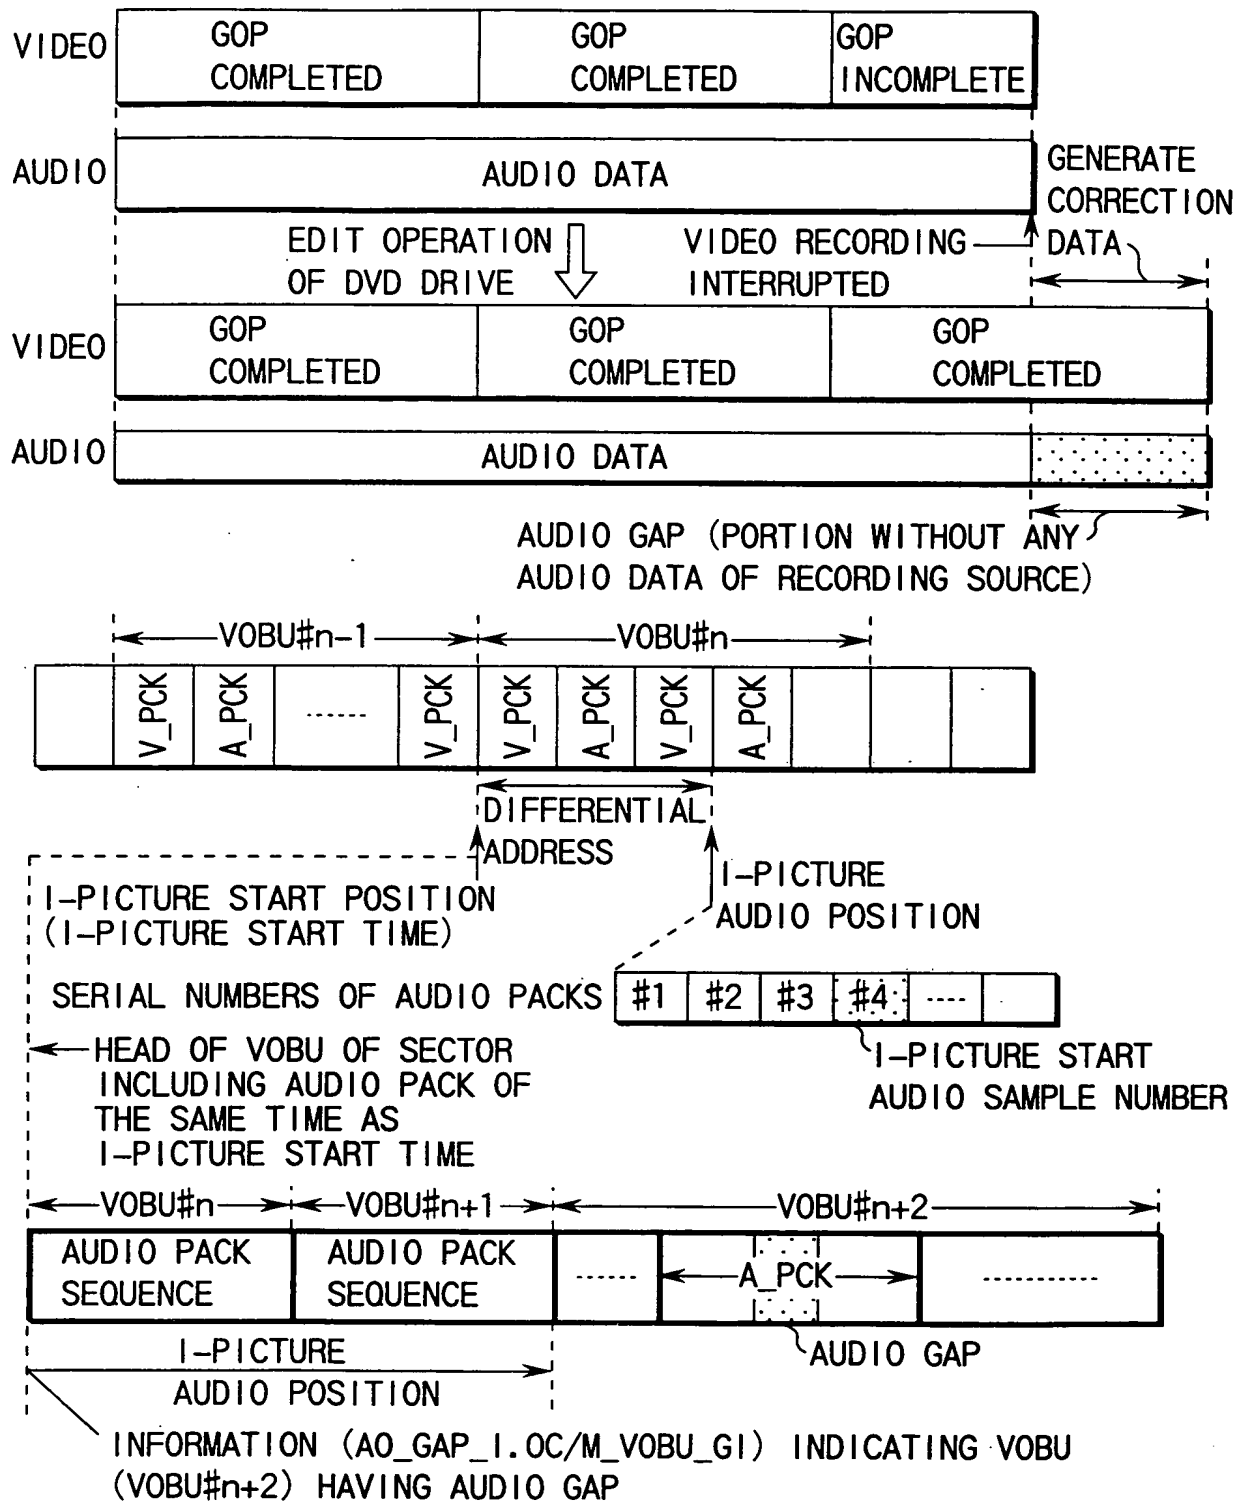 VIDEO
GOP COMPLETED
GOP COMPLETED
GOP INCOMPLETE
AUDIO
AUDIO DATA
GENERATE
CORRECTION
DATA
EDIT OPERATION
OF DVD DRIVE
VIDEO RECORDING
INTERRUPTED
VIDEO
GOP COMPLETED
GOP COMPLETED
GOP COMPLETED
AUDIO
AUDIO DATA
AUDIO GAP (PORTION WITHOUT ANY
AUDIO DATA OF RECORDING SOURCE)
VOBU#n-1
VOBU#n
V_PCK
A_PCK
V_PCK
V_PCK
A_PCK
V_PCK
A_PCK
DIFFERENTIAL
ADDRESS
I-PICTURE START POSITION
(I-PICTURE START TIME)
I-PICTURE
AUDIO POSITION
SERIAL NUMBERS OF AUDIO PACKS
#1 #2 #3 #4
I-PICTURE START
AUDIO SAMPLE NUMBER
HEAD OF VOBU OF SECTOR
INCLUDING AUDIO PACK OF
THE SAME TIME AS
I-PICTURE START TIME
VOBU#n
VOBU#n+1
VOBU#n+2
AUDIO PACK
SEQUENCE
AUDIO PACK
SEQUENCE
A_PCK
AUDIO GAP
I-PICTURE
AUDIO POSITION
INFORMATION (AO_GAP_I.OC/M_VOBU_GI) INDICATING VOBU
(VOBU#n+2) HAVING AUDIO GAP